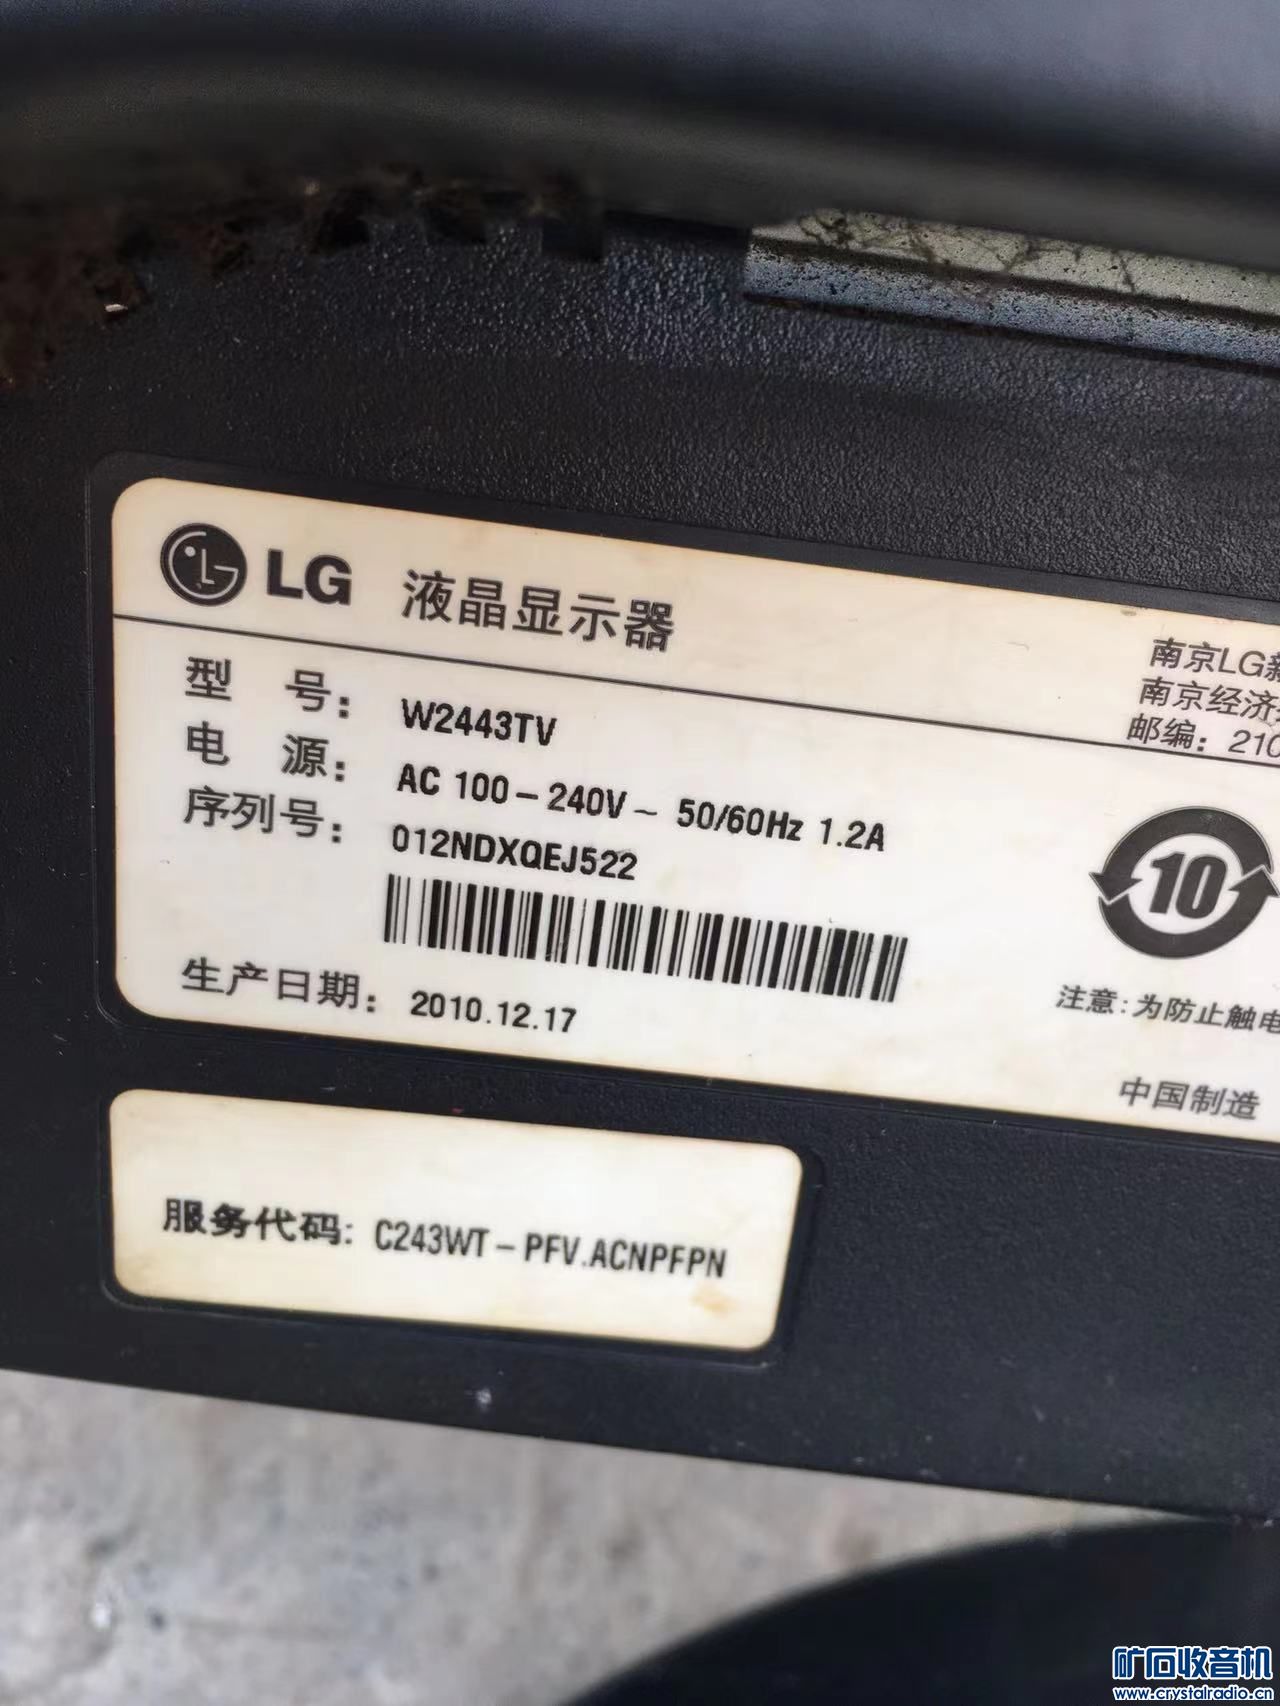 LG 液晶显示器
南京LG新
南京经济
邮编：210
型 号： W2443TV
电 源： AC 100-240V~ 50/60Hz 1.2A
序列号： 012NDXQEJ522
10
生产日期： 2010.12.17
注意:为防止触电
中国制造
服务代码: C243WT-PFV.ACNPFPN
矿石收音机
www.crystalradio.cn